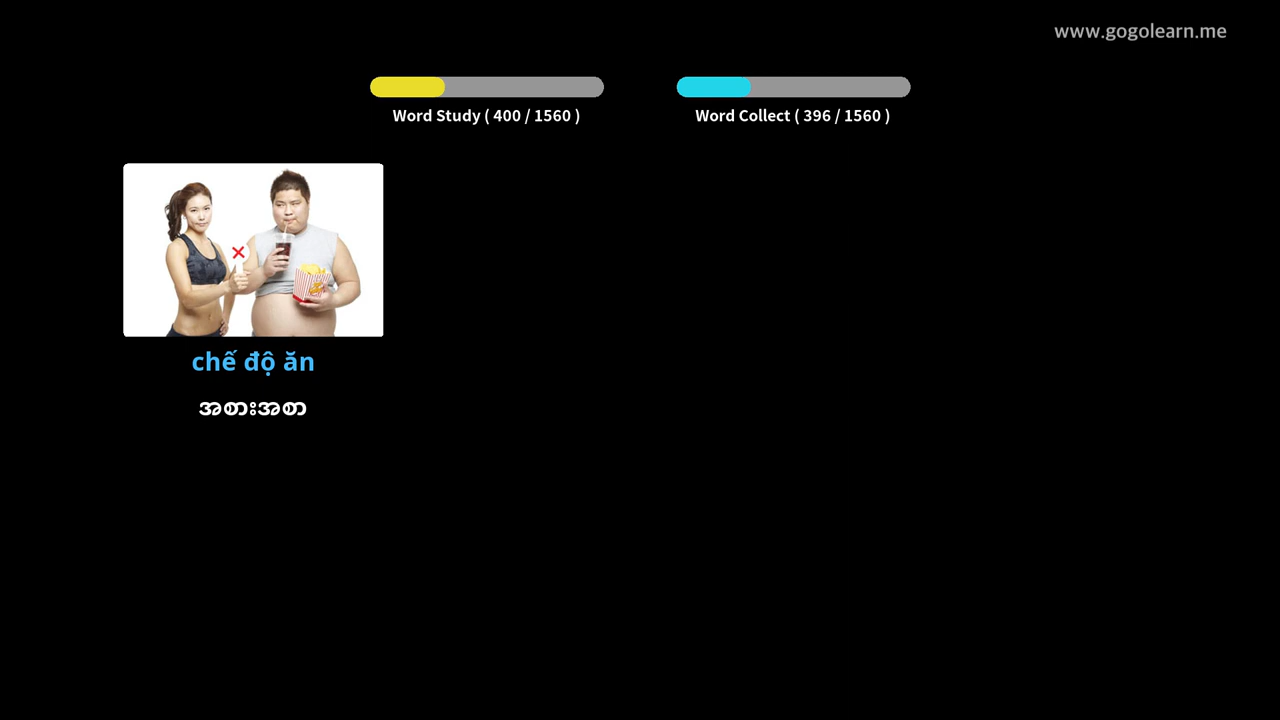 www.gogolearn.me
Word Study ( 400 / 1560 )
Word Collect ( 396 / 1560 )
chế độ ăn
အစားအစာ